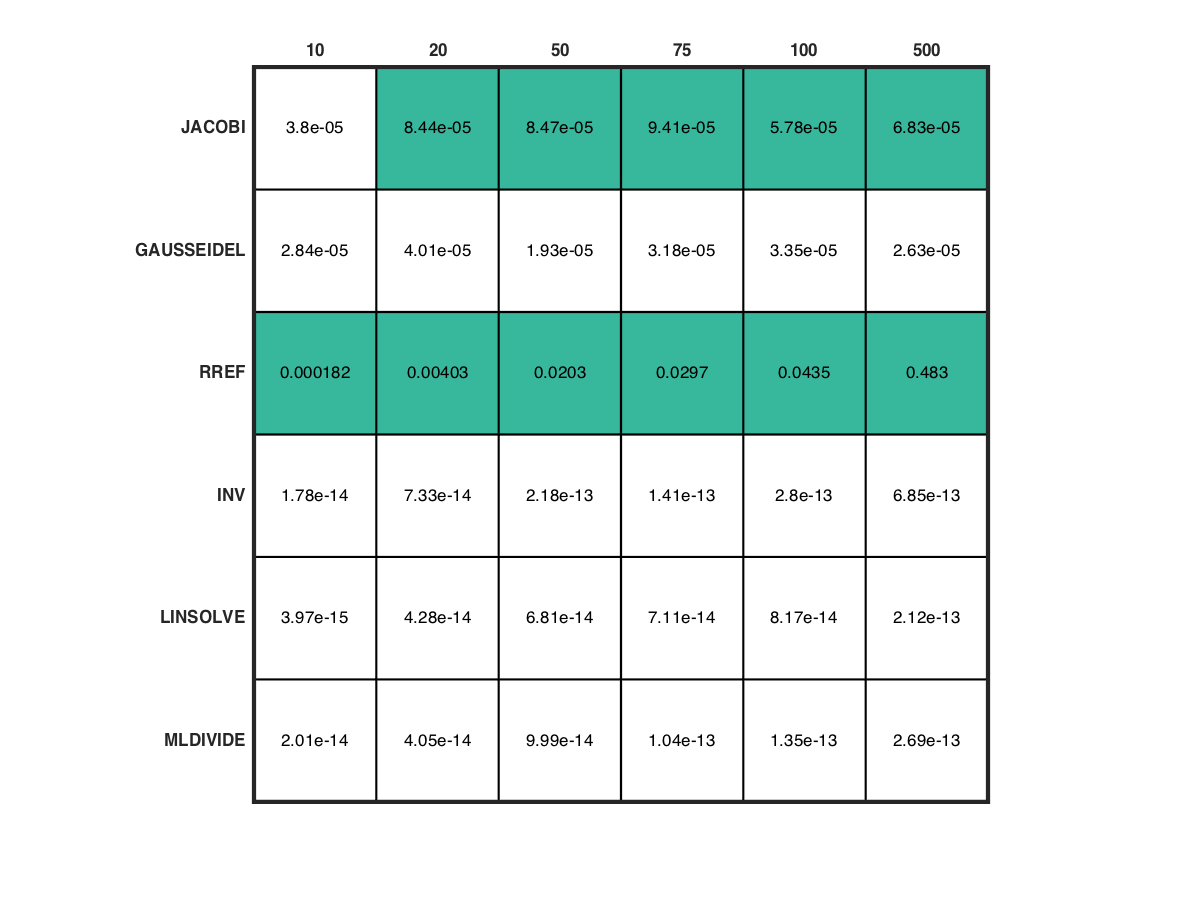 10 20 50 75 100 500
JACOBI 3.8e-05 8.44e-05 8.47e-05 9.41e-05 5.78e-05 6.83e-05
GAUSSEIDEL 2.84e-05 4.01e-05 1.93e-05 3.18e-05 3.35e-05 2.63e-05
RREF 0.000182 0.00403 0.0203 0.0297 0.0435 0.483
INV 1.78e-14 7.33e-14 2.18e-13 1.41e-13 2.8e-13 6.85e-13
LINSOLVE 3.97e-15 4.28e-14 6.81e-14 7.11e-14 8.17e-14 2.12e-13
MLDIVIDE 2.01e-14 4.05e-14 9.99e-14 1.04e-13 1.35e-13 2.69e-13